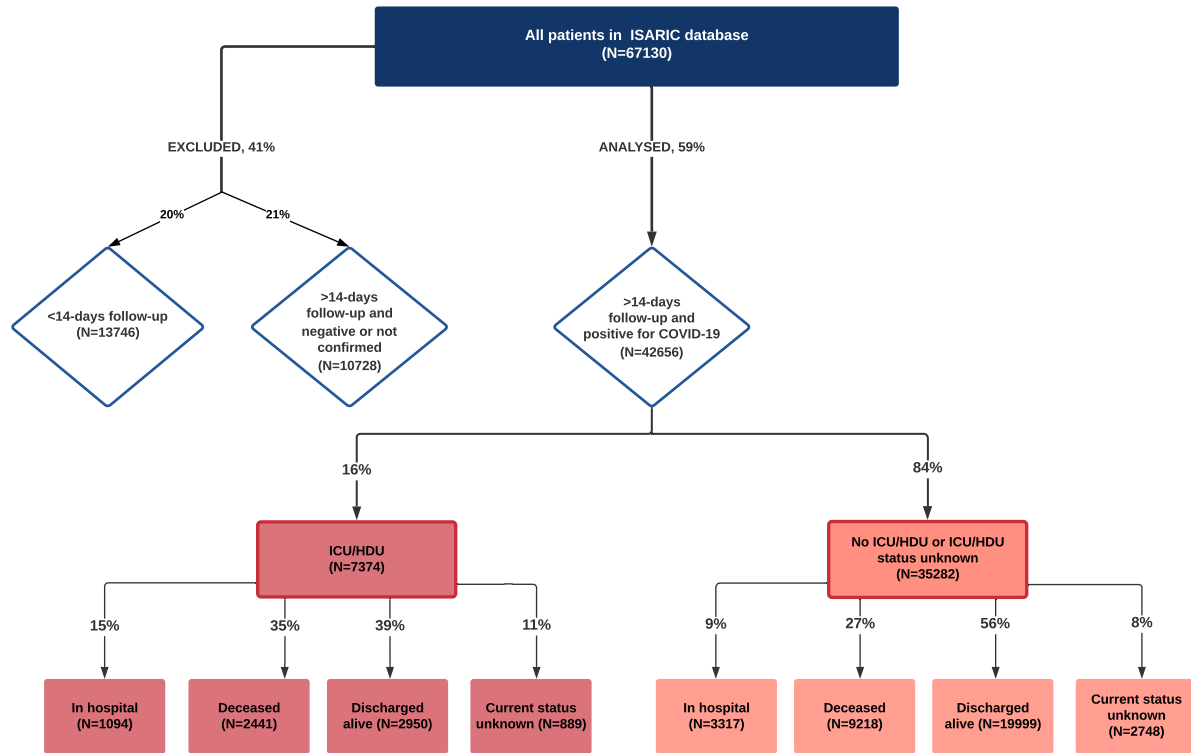 All patients in ISARIC database
(N=67130)
EXCLUDED, 41%
ANALYSED, 59%
20%
21%
<14-days follow-up
(N=13746)
>14-days
follow-up and
negative or not
confirmed
(N=10728)
>14-days
follow-up and
positive for COVID-19
(N=42656)
16%
84%
ICU/HDU
(N=7374)
No ICU/HDU or ICU/HDU
status unknown
(N=35282)
15%
35%
39%
11%
9%
27%
56%
8%
In hospital
(N=1094)
Deceased
(N=2441)
Discharged
alive (N=2950)
Current status
unknown (N=889)
In hospital
(N=3317)
Deceased
(N=9218)
Discharged
alive (N=19999)
Current status
unknown
(N=2748)